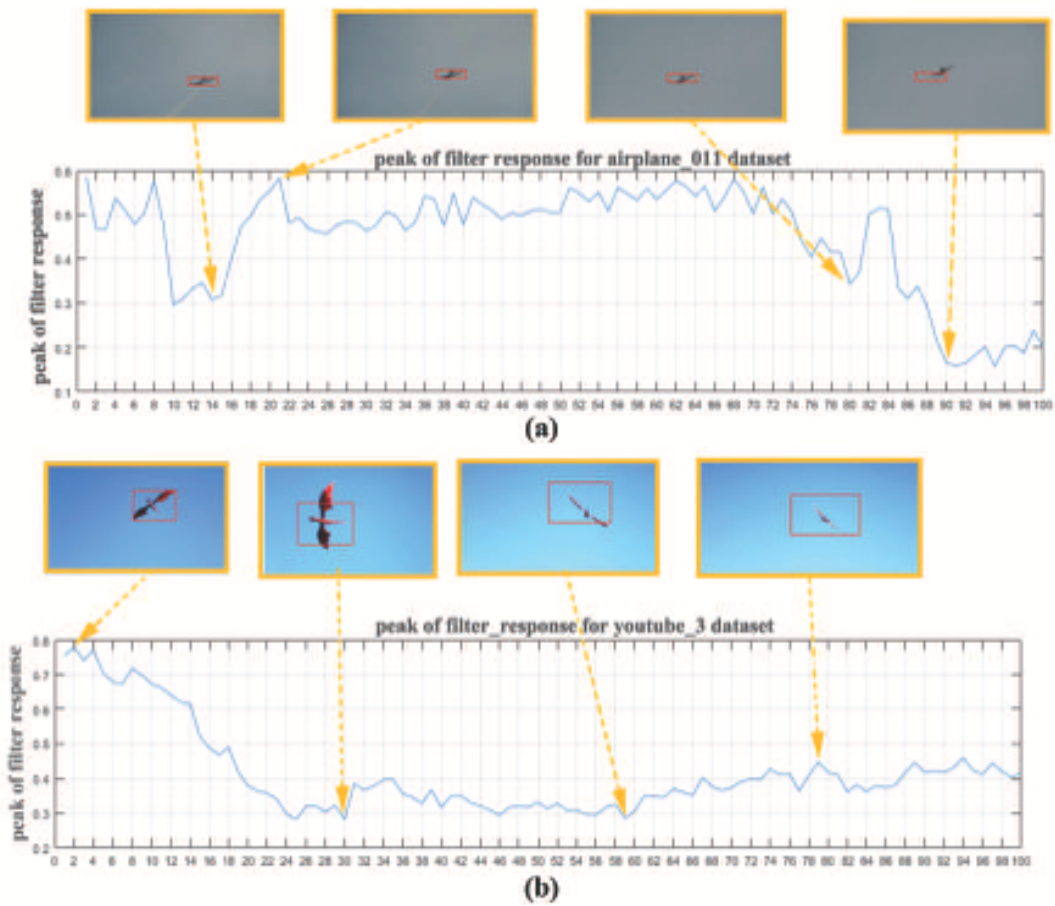 peak of filter response for airplane_011 dataset
peak of filter response
0.6
0.5
0.4
0.3
0.2
0.1
0 2 4 6 8 10 12 14 16 18 20 22 24 26 28 30 32 34 36 38 40 42 44 46 48 50 52 54 56 58 60 62 64 66 68 70 72 74 76 78 80 82 84 86 88 90 92 94 96 98 100
(a)
peak of filter_response for youtube_3 dataset
peak of filter response
0.8
0.7
0.6
0.5
0.4
0.3
0.2
0 2 4 6 8 10 12 14 16 18 20 22 24 26 28 30 32 34 36 38 40 42 44 46 48 50 52 54 56 58 60 62 64 66 68 70 72 74 76 78 80 82 84 86 88 90 92 94 96 98 100
(b)